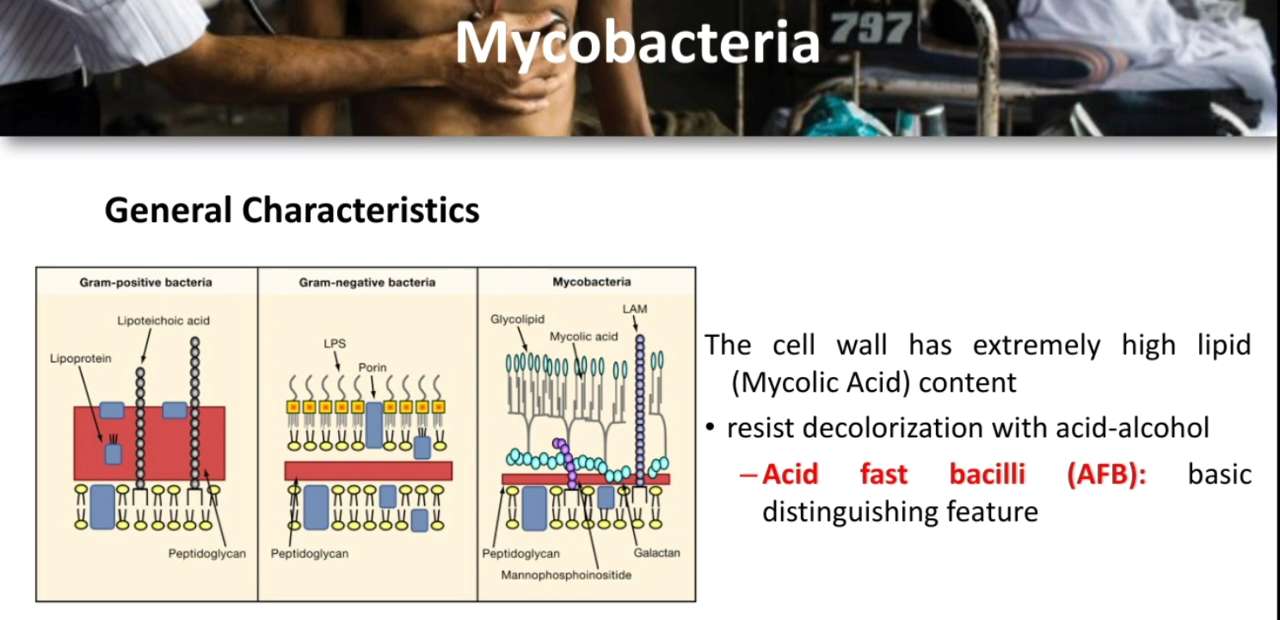 Mycobacteria
797
General Characteristics
Gram-positive bacteria
Lipoteichoic acid
Lipoprotein
Peptidoglycan
Gram-negative bacteria
LPS
Porin
Peptidoglycan
Mycobacteria
LAM
Glycolipid
Mycolic acid
Peptidoglycan
Galactan
Mannophosphoinositide
The cell wall has extremely high lipid
(Mycolic Acid) content
• resist decolorization with acid-alcohol
– Acid fast bacilli (AFB): basic
distinguishing feature